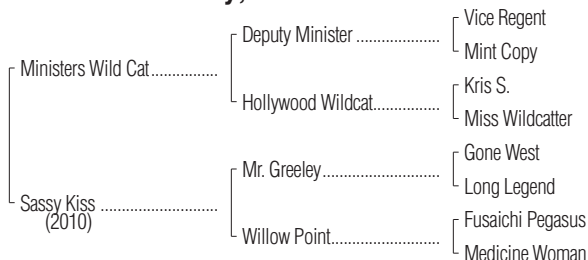 Vice Regent
Deputy Minister ....................
Mint Copy
Ministers Wild Cat................
Kris S.
Hollywood Wildcat................
Miss Wildcatter
Gone West
Mr. Greeley............................
Long Legend
Sassy Kiss ............................
(2010)
Fusaichi Pegasus
Willow Point..........................
Medicine Woman